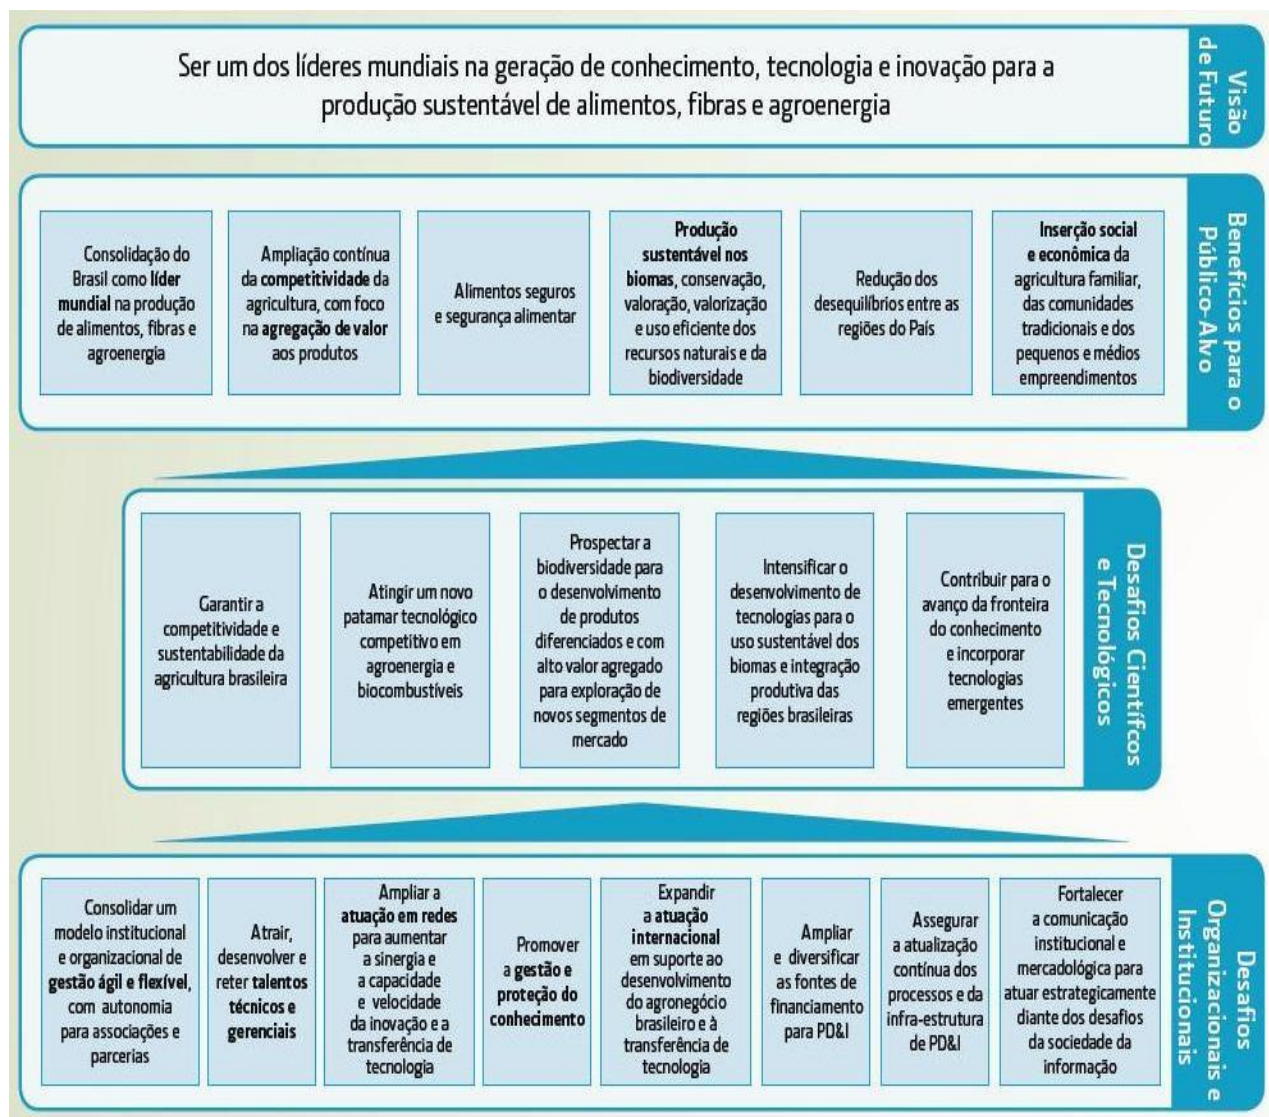 Ser um dos líderes mundiais na geração de conhecimento, tecnologia e inovação para a
produção sustentável de alimentos, fibras e agroenergia
Visão
de Futuro
Consolidação do
Brasil como líder
mundial na produção
de alimentos, fibras e
agroenergia
Ampliação contínua
da competitividade da
agricultura, com foco
na agregação de valor
aos produtos
Alimentos seguros
e segurança alimentar
Produção
sustentável nos
biomas, conservação,
valoração, valorização
e uso eficiente dos
recursos naturais e da
biodiversidade
Redução dos
desequilíbrios entre as
regiões do País
Inserção social
e econômica da
agricultura familiar,
das comunidades
tradicionais e dos
pequenos e médios
empreendimentos
Benefícios para o
Público-Alvo
Garantir a
competitividade e
sustentabilidade da
agricultura brasileira
Atingir um novo
patamar tecnológico
competitivo em
agroenergia e
biocombustíveis
Prospectar a
biodiversidade para
o desenvolvimento
de produtos
diferenciados e com
alto valor agregado
para exploração de
novos segmentos de
mercado
Intensificar o
desenvolvimento de
tecnologias para o
uso sustentável dos
biomas e integração
produtiva das
regiões brasileiras
Contribuir para o
avanço da fronteira
do conhecimento
e incorporar
tecnologias
emergentes
Desafios Científcos
e Tecnológicos
Consolidar um
modelo institucional
e organizacional de
gestão ágil e flexível,
com autonomia
para associações e
parcerias
Atrair,
desenvolver e
reter talentos
técnicos e
gerenciais
Ampliar a
atuação em redes
para aumentar
a sinergia e
a capacidade
e velocidade
da inovação e a
transferência de
tecnologia
Promover
a gestão e
proteção do
conhecimento
Expandir
a atuação
internacional
em suporte ao
desenvolvimento
do agronegócio
brasileiro e à
transferência de
tecnologia
Ampliar
e diversificar
as fontes de
financiamento
para PD&I
Assegurar
a atualização
contínua dos
processos e da
infra-estrutura
de PD&I
Fortalecer
a comunicação
institucional e
mercadológica para
atuar estrategicamente
diante dos desafios
da sociedade da
informação
Desafios
Organizacionais e
Institucionais